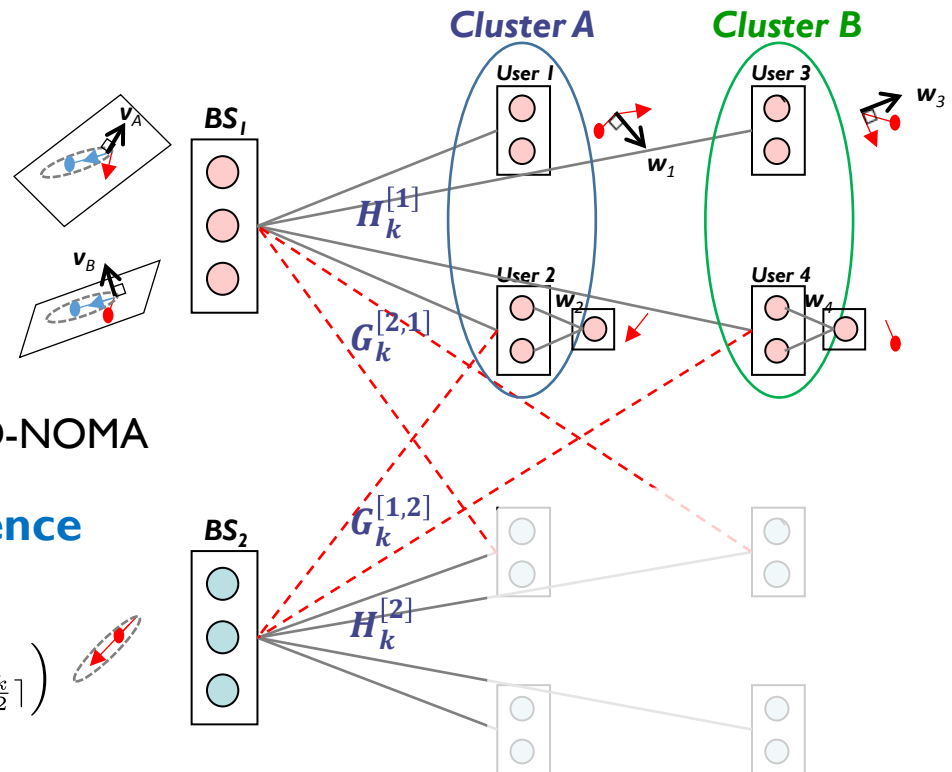 Cluster A
Cluster B
User 1
User 3
v_A
BS_1
w_3
w_1
H_k^{[1]}
v_B
User 2
User 4
w_2
w_4
G_k^{[2,1]}
-NOMA
G_k^{[1,2]}
ence
BS_2
H_k^{[2]}